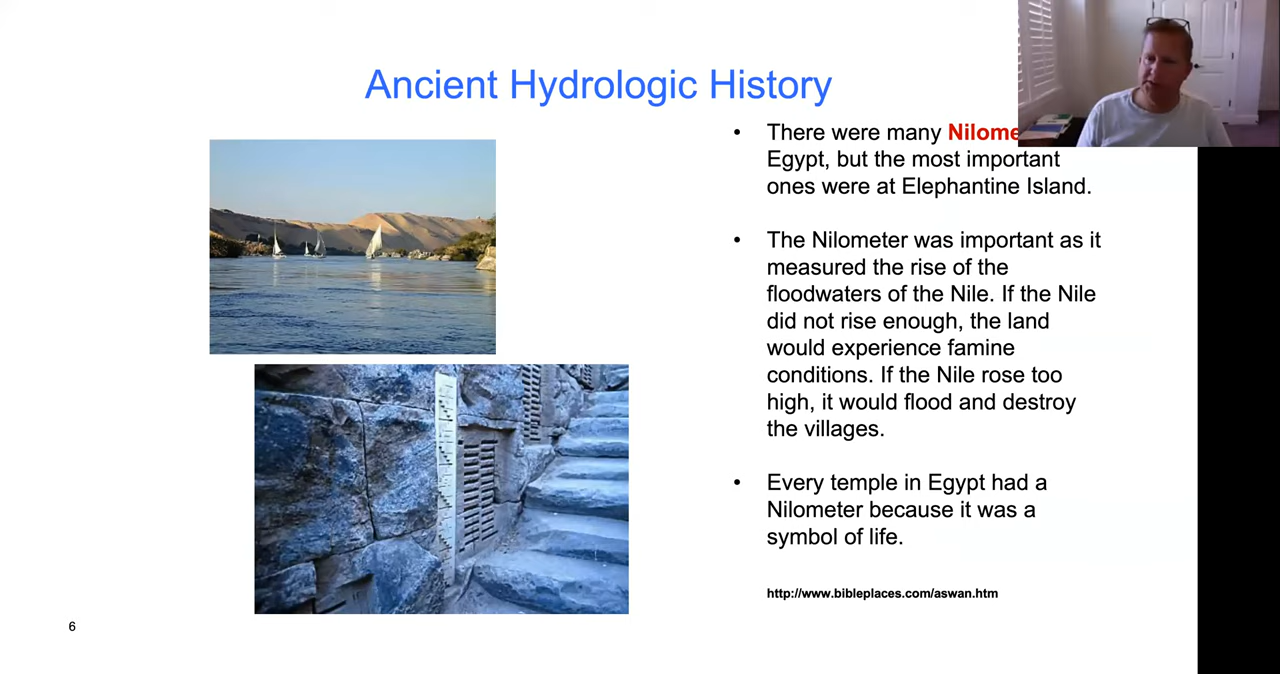 Ancient Hydrologic History
• There were many
Egypt, but the most important
ones were at Elephantine Island.
• The Nilometer was important as it
measured the rise of the
floodwaters of the Nile. If the Nile
did not rise enough, the land
would experience famine
conditions. If the Nile rose too
high, it would flood and destroy
the villages.
• Every temple in Egypt had a
Nilometer because it was a
symbol of life.
http://www.bibleplaces.com/aswan.htm
6